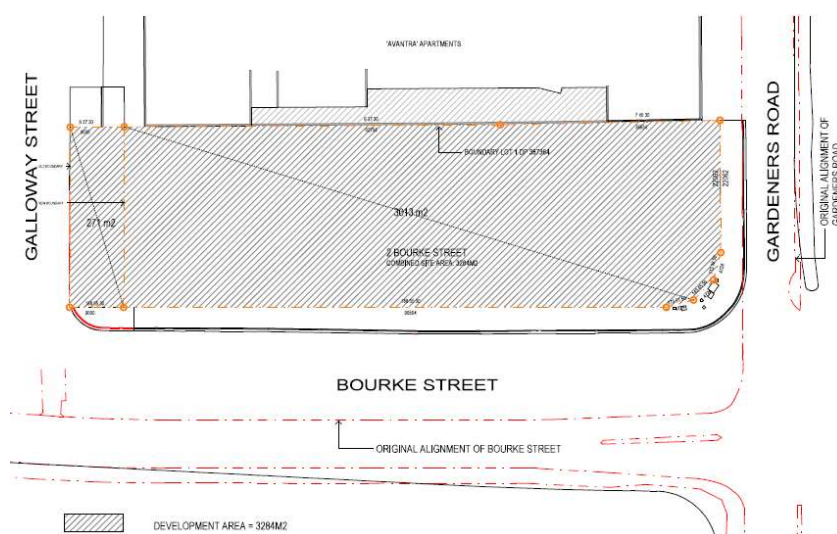 'AVANTRA' APARTMENTS
GALLOWAY STREET
GARDENERS ROAD
ORIGINAL ALIGNMENT OF
GARDENERS ROAD
BOUNDARY LOT 1 DP 367364
271 m2
3013 m2
2 BOURKE STREET
COMBINED SITE AREA: 3284M2
BOURKE STREET
ORIGINAL ALIGNMENT OF BOURKE STREET
DEVELOPMENT AREA = 3284M2